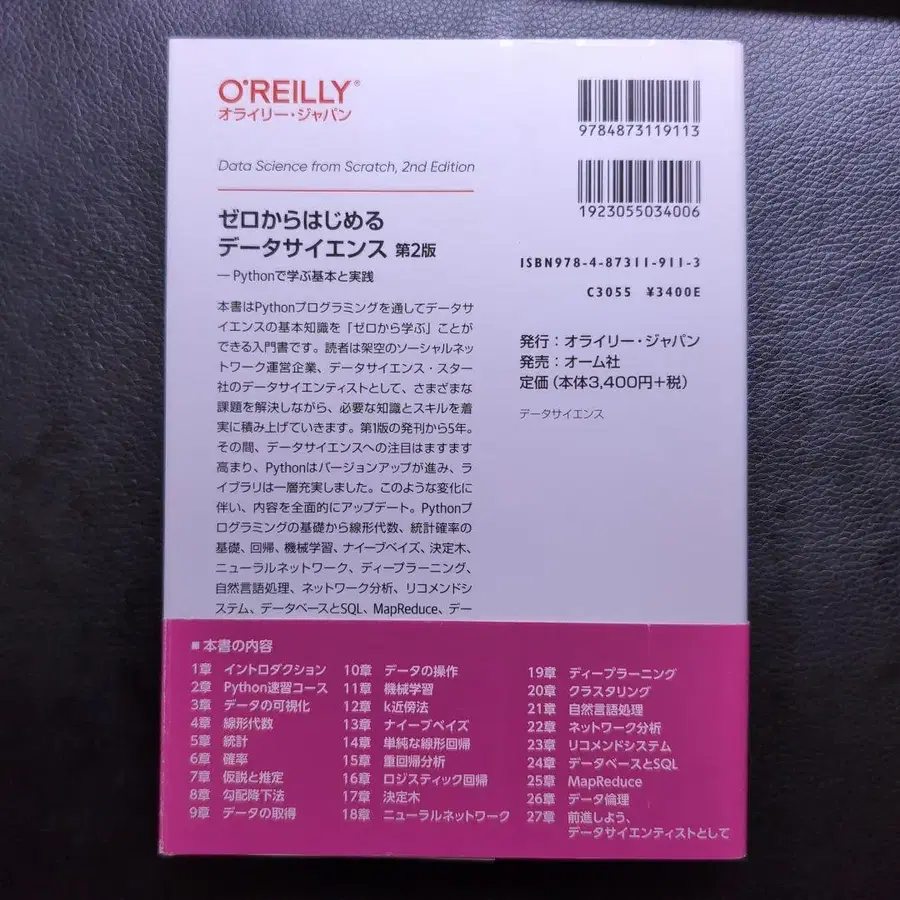 O'REILLY®
オライリー・ジャパン
Data Science from Scratch, 2nd Edition
ゼロからはじめる
データサイエンス 第2版
―Pythonで学ぶ基本と実践
本書はPythonプログラミングを通してデータサ
イエンスの基本知識を「ゼロから学ぶ」ことが
できる入門書です。読者は架空のソーシャルネッ
トワーク運営企業、データサイエンス・スター
社のデータサイエンティストとして、さまざまな
課題を解決しながら、必要な知識とスキルを着
実に積み上げていきます。第1版の発刊から5年。
その間、データサイエンスへの注目はますます
高まり、Pythonはバージョンアップが進み、ラ
イブラリは一層充実しました。このような変化に
伴い、内容を全面的にアップデート。Pythonプ
ログラミングの基礎から線形代数、統計確率の
基礎、回帰、機械学習、ナイーブベイズ、決定木、
ニューラルネットワーク、ディープラーニング、
自然言語処理、ネットワーク分析、リコメンドシ
ステム、データベースとSQL、MapReduce、デー
9784873119113
1923055034006
ISBN978-4-87311-911-3
C3055 ¥3400E
発行：オライリー・ジャパン
発売：オーム社
定価（本体3,400円+税）
データサイエンス
■ 本書の内容
1章 イントロダクション
2章 Python速習コース
3章 データの可視化
4章 線形代数
5章 統計
6章 確率
7章 仮説と推定
8章 勾配降下法
9章 データの取得
10章 データの操作
11章 機械学習
12章 k近傍法
13章 ナイーブベイズ
14章 単純な線形回帰
15章 重回帰分析
16章 ロジスティック回帰
17章 決定木
18章 ニューラルネットワーク
19章 ディープラーニング
20章 クラスタリング
21章 自然言語処理
22章 ネットワーク分析
23章 リコメンドシステム
24章 データベースとSQL
25章 MapReduce
26章 データ倫理
27章 前進しよう、
データサイエンティストとして